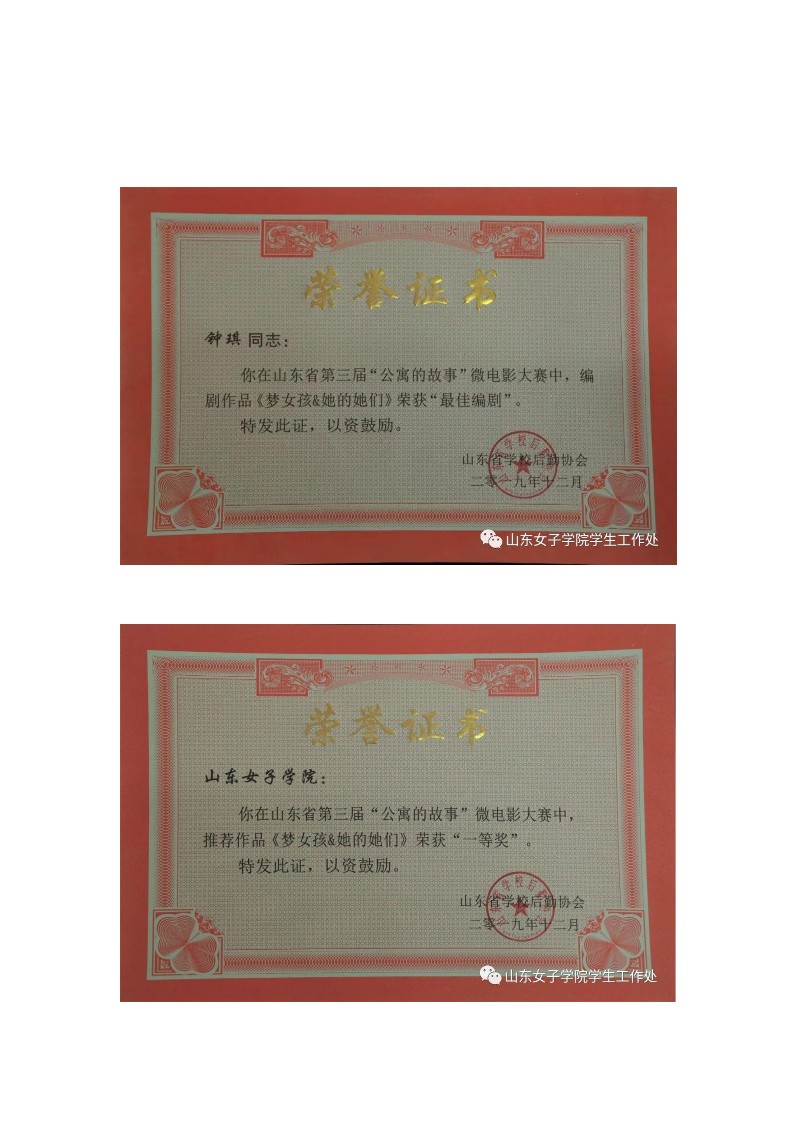 荣誉证书
钟琪同志：
你在山东省第三届“公寓的故事”微电影大赛中，编
剧作品《梦女孩&她的她们》荣获“最佳编剧”。
特发此证，以资鼓励。
山东省学校后勤协会
二零一九年十二月
山东女子学院学生工作处
荣誉证书
山东女子学院：
你在山东省第三届“公寓的故事”微电影大赛中，
推荐作品《梦女孩&她的她们》荣获“一等奖”。
特发此证，以资鼓励。
山东省学校后勤协会
二零一九年十二月
山东女子学院学生工作处